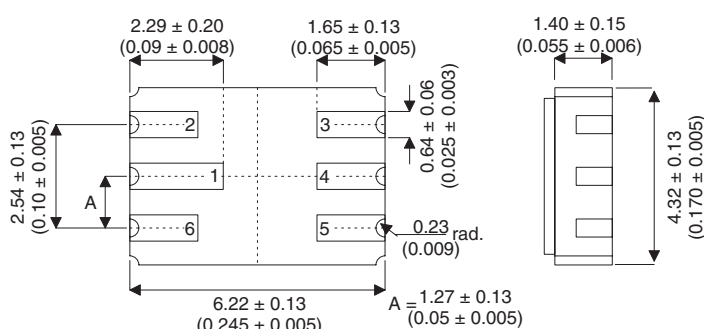 2.29 ± 0.20
(0.09 ± 0.008)
1.65 ± 0.13
(0.065 ± 0.005)
1.40 ± 0.15
(0.055 ± 0.006)
2
3
1
4
6
5
0.64 ± 0.06
(0.025 ± 0.003)
2.54 ± 0.13
(0.10 ± 0.005)
A
0.23 rad.
(0.009)
4.32 ± 0.13
(0.170 ± 0.005)
6.22 ± 0.13
(0.245 ± 0.005)
A = 1.27 ± 0.13
(0.05 ± 0.005)